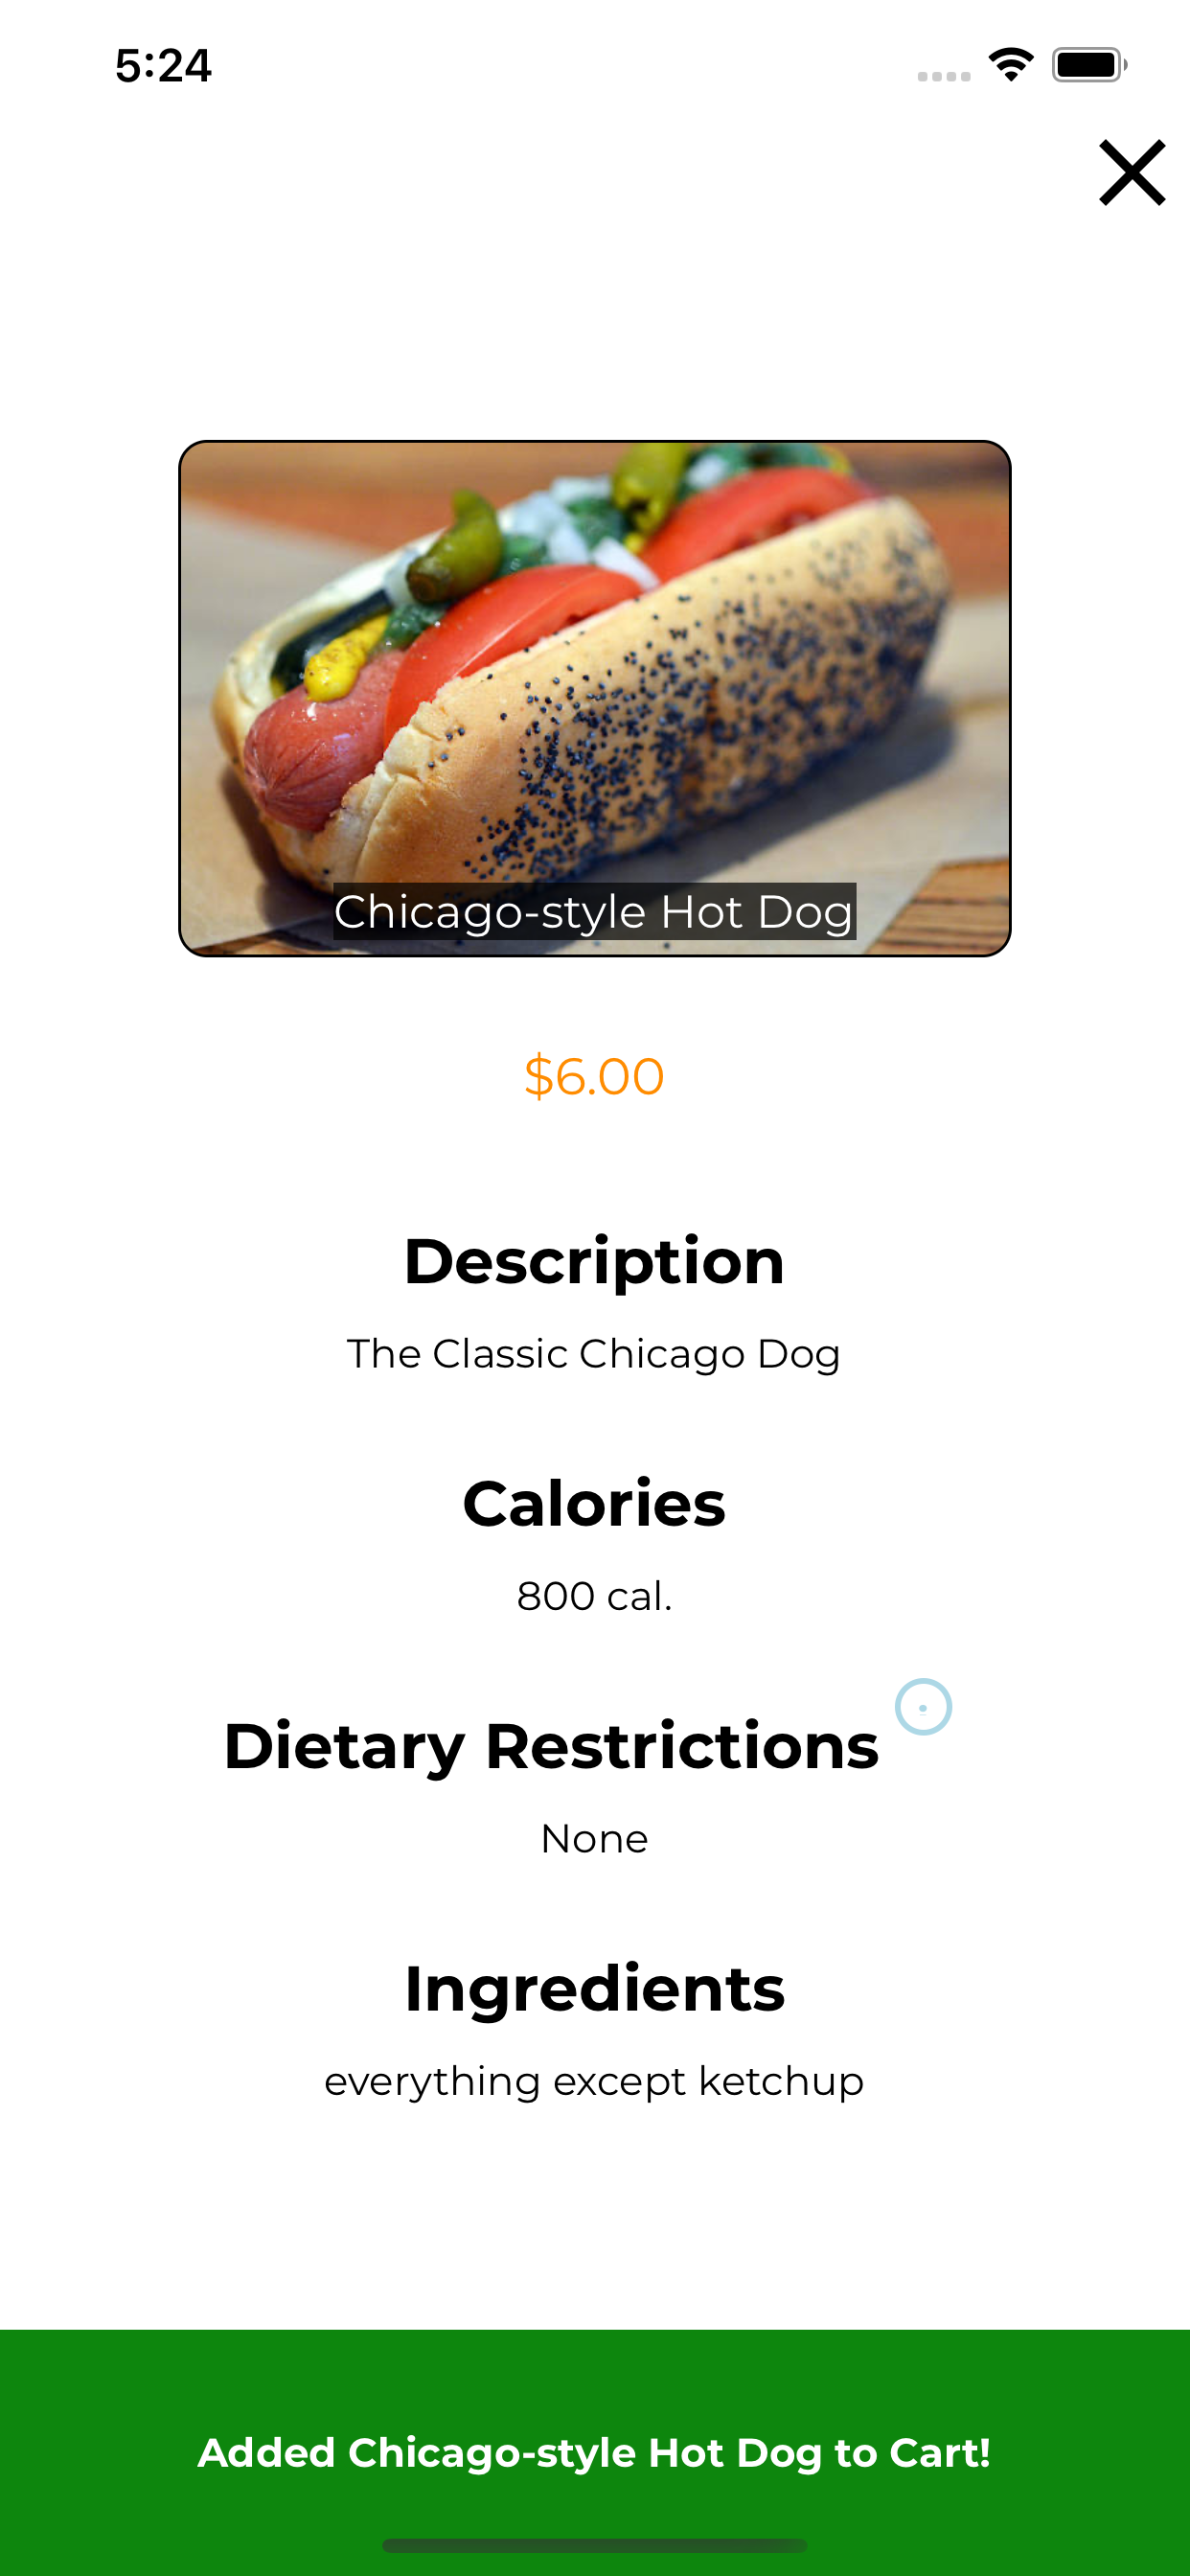 5:24
Chicago-style Hot Dog
$6.00
Description
The Classic Chicago Dog
Calories
800 cal.
Dietary Restrictions
None
Ingredients
everything except ketchup
Added Chicago-style Hot Dog to Cart!